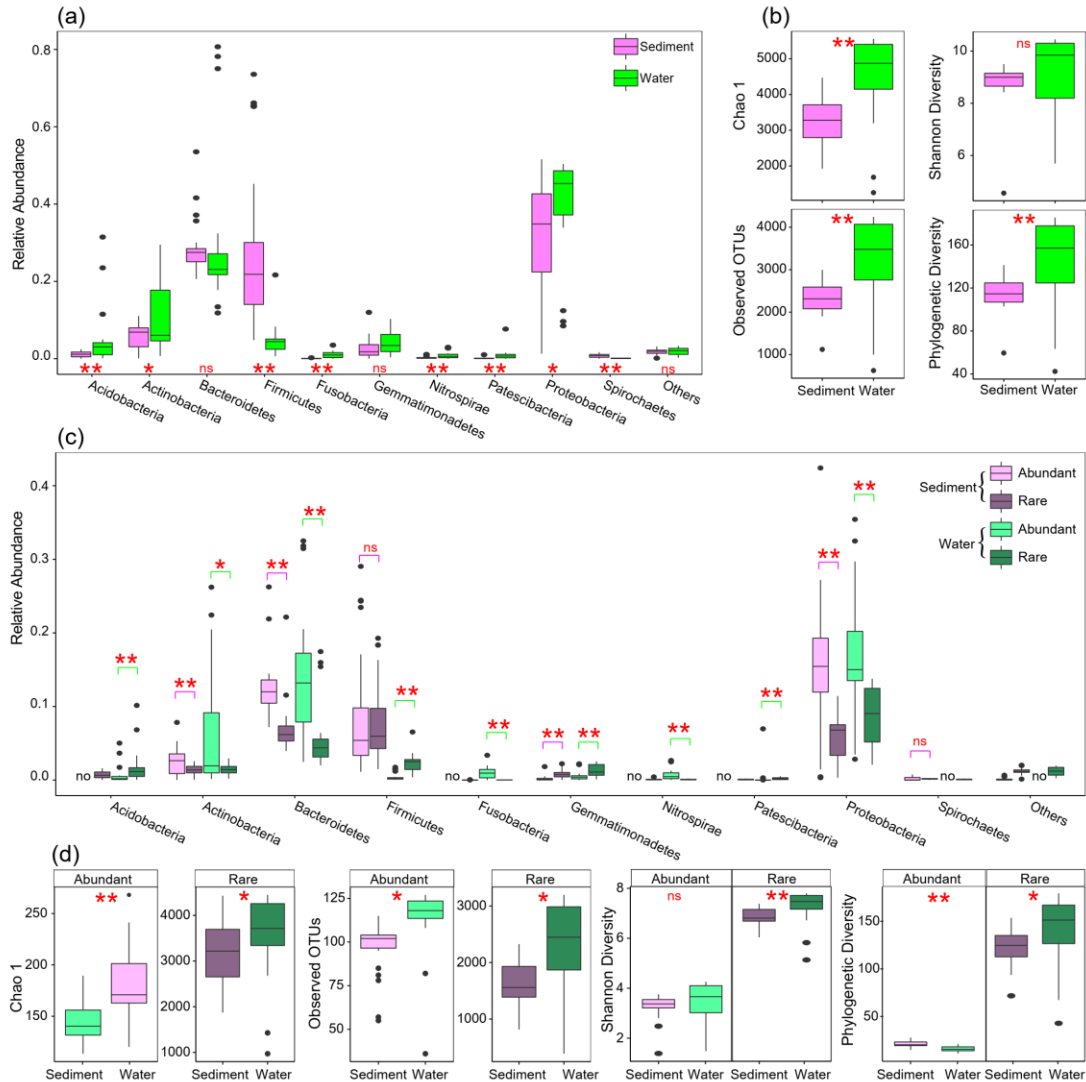 (a)
Relative Abundance
0.8
0.6
0.4
0.2
0.0
Sediment
Water
** * ns ** ** ns ** ** * ** ns
Acidobacteria
Actinobacteria
Bacteroidetes
Firmicutes
Fusobacteria
Gemmatimonadetes
Nitrospirae
Patescibacteria
Proteobacteria
Spirochaetes
Others
(b)
Chao 1
5000
4000
3000
2000
**
Shannon Diversity
10
8
6
ns
Observed OTUs
4000
3000
2000
1000
**
Sediment Water
Phylogenetic Diversity
160
120
80
40
**
Sediment Water
(c)
Relative Abundance
0.4
0.3
0.2
0.1
0.0
Sediment { Abundant
Rare
Water { Abundant
Rare
** ** * ** ** ns ** ** ** ** ** ** ** ** ns
no no no no no no
Acidobacteria
Actinobacteria
Bacteroidetes
Firmicutes
Fusobacteria
Gemmatimonadetes
Nitrospirae
Patescibacteria
Proteobacteria
Spirochaetes
Others
(d)
Chao 1
Abundant
250
200
150
**
Sediment Water
Rare
4000
3000
2000
1000
*
Sediment Water
Observed OTUs
Abundant
125
100
75
50
*
Sediment Water
Rare
3000
2000
1000
*
Sediment Water
Shannon Diversity
Abundant
8
6
4
2
ns
Sediment Water
Rare
**
Sediment Water
Phylogenetic Diversity
Abundant
150
100
50
0
**
Sediment Water
Rare
*
Sediment Water